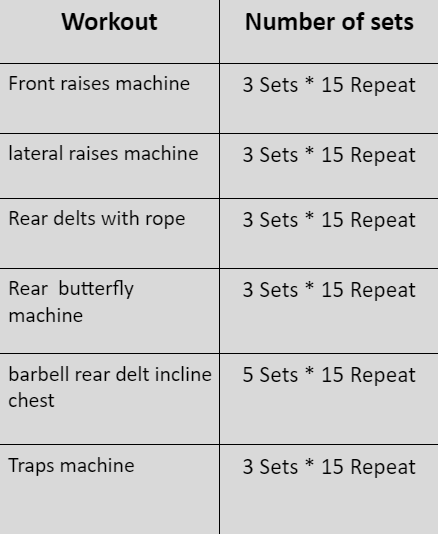 Workout Number of sets
Front raises machine 3 Sets * 15 Repeat
lateral raises machine 3 Sets * 15 Repeat
Rear delts with rope 3 Sets * 15 Repeat
Rear butterfly 3 Sets * 15 Repeat
machine
barbell rear delt incline 5 Sets * 15 Repeat
chest
Traps machine 3 Sets * 15 Repeat